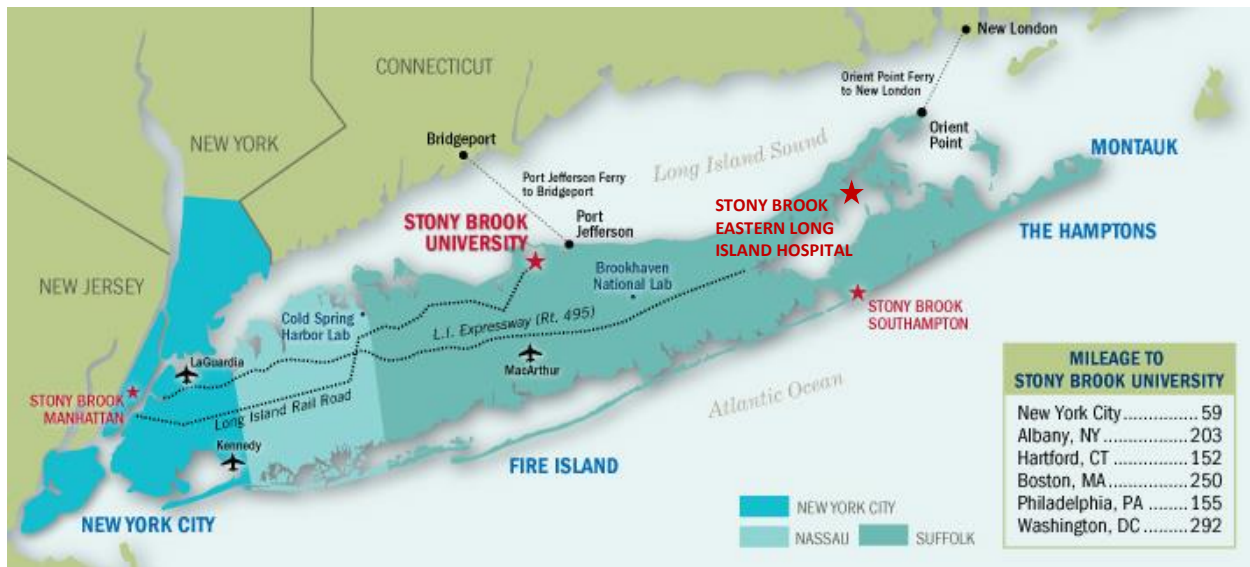 CONNECTICUT
NEW YORK
NEW JERSEY
New London
Orient Point Ferry
to New London
Orient
Point
MONTAUK
Long Island Sound
Bridgeport
Port Jefferson Ferry
to Bridgeport
Port
Jefferson
STONY BROOK
UNIVERSITY
STONY BROOK
EASTERN LONG
ISLAND HOSPITAL
THE HAMPTONS
Brookhaven
National Lab
STONY BROOK
SOUTHAMPTON
Cold Spring
Harbor Lab
L.I. Expressway (Rt. 495)
LaGuardia
MacArthur
STONY BROOK
MANHATTAN
Long Island Rail Road
Kennedy
Atlantic Ocean
FIRE ISLAND
NEW YORK CITY
NEW YORK CITY
NASSAU
SUFFOLK
MILEAGE TO
STONY BROOK UNIVERSITY
New York City...............59
Albany, NY.................203
Hartford, CT ...............152
Boston, MA................250
Philadelphia, PA ........155
Washington, DC.........292